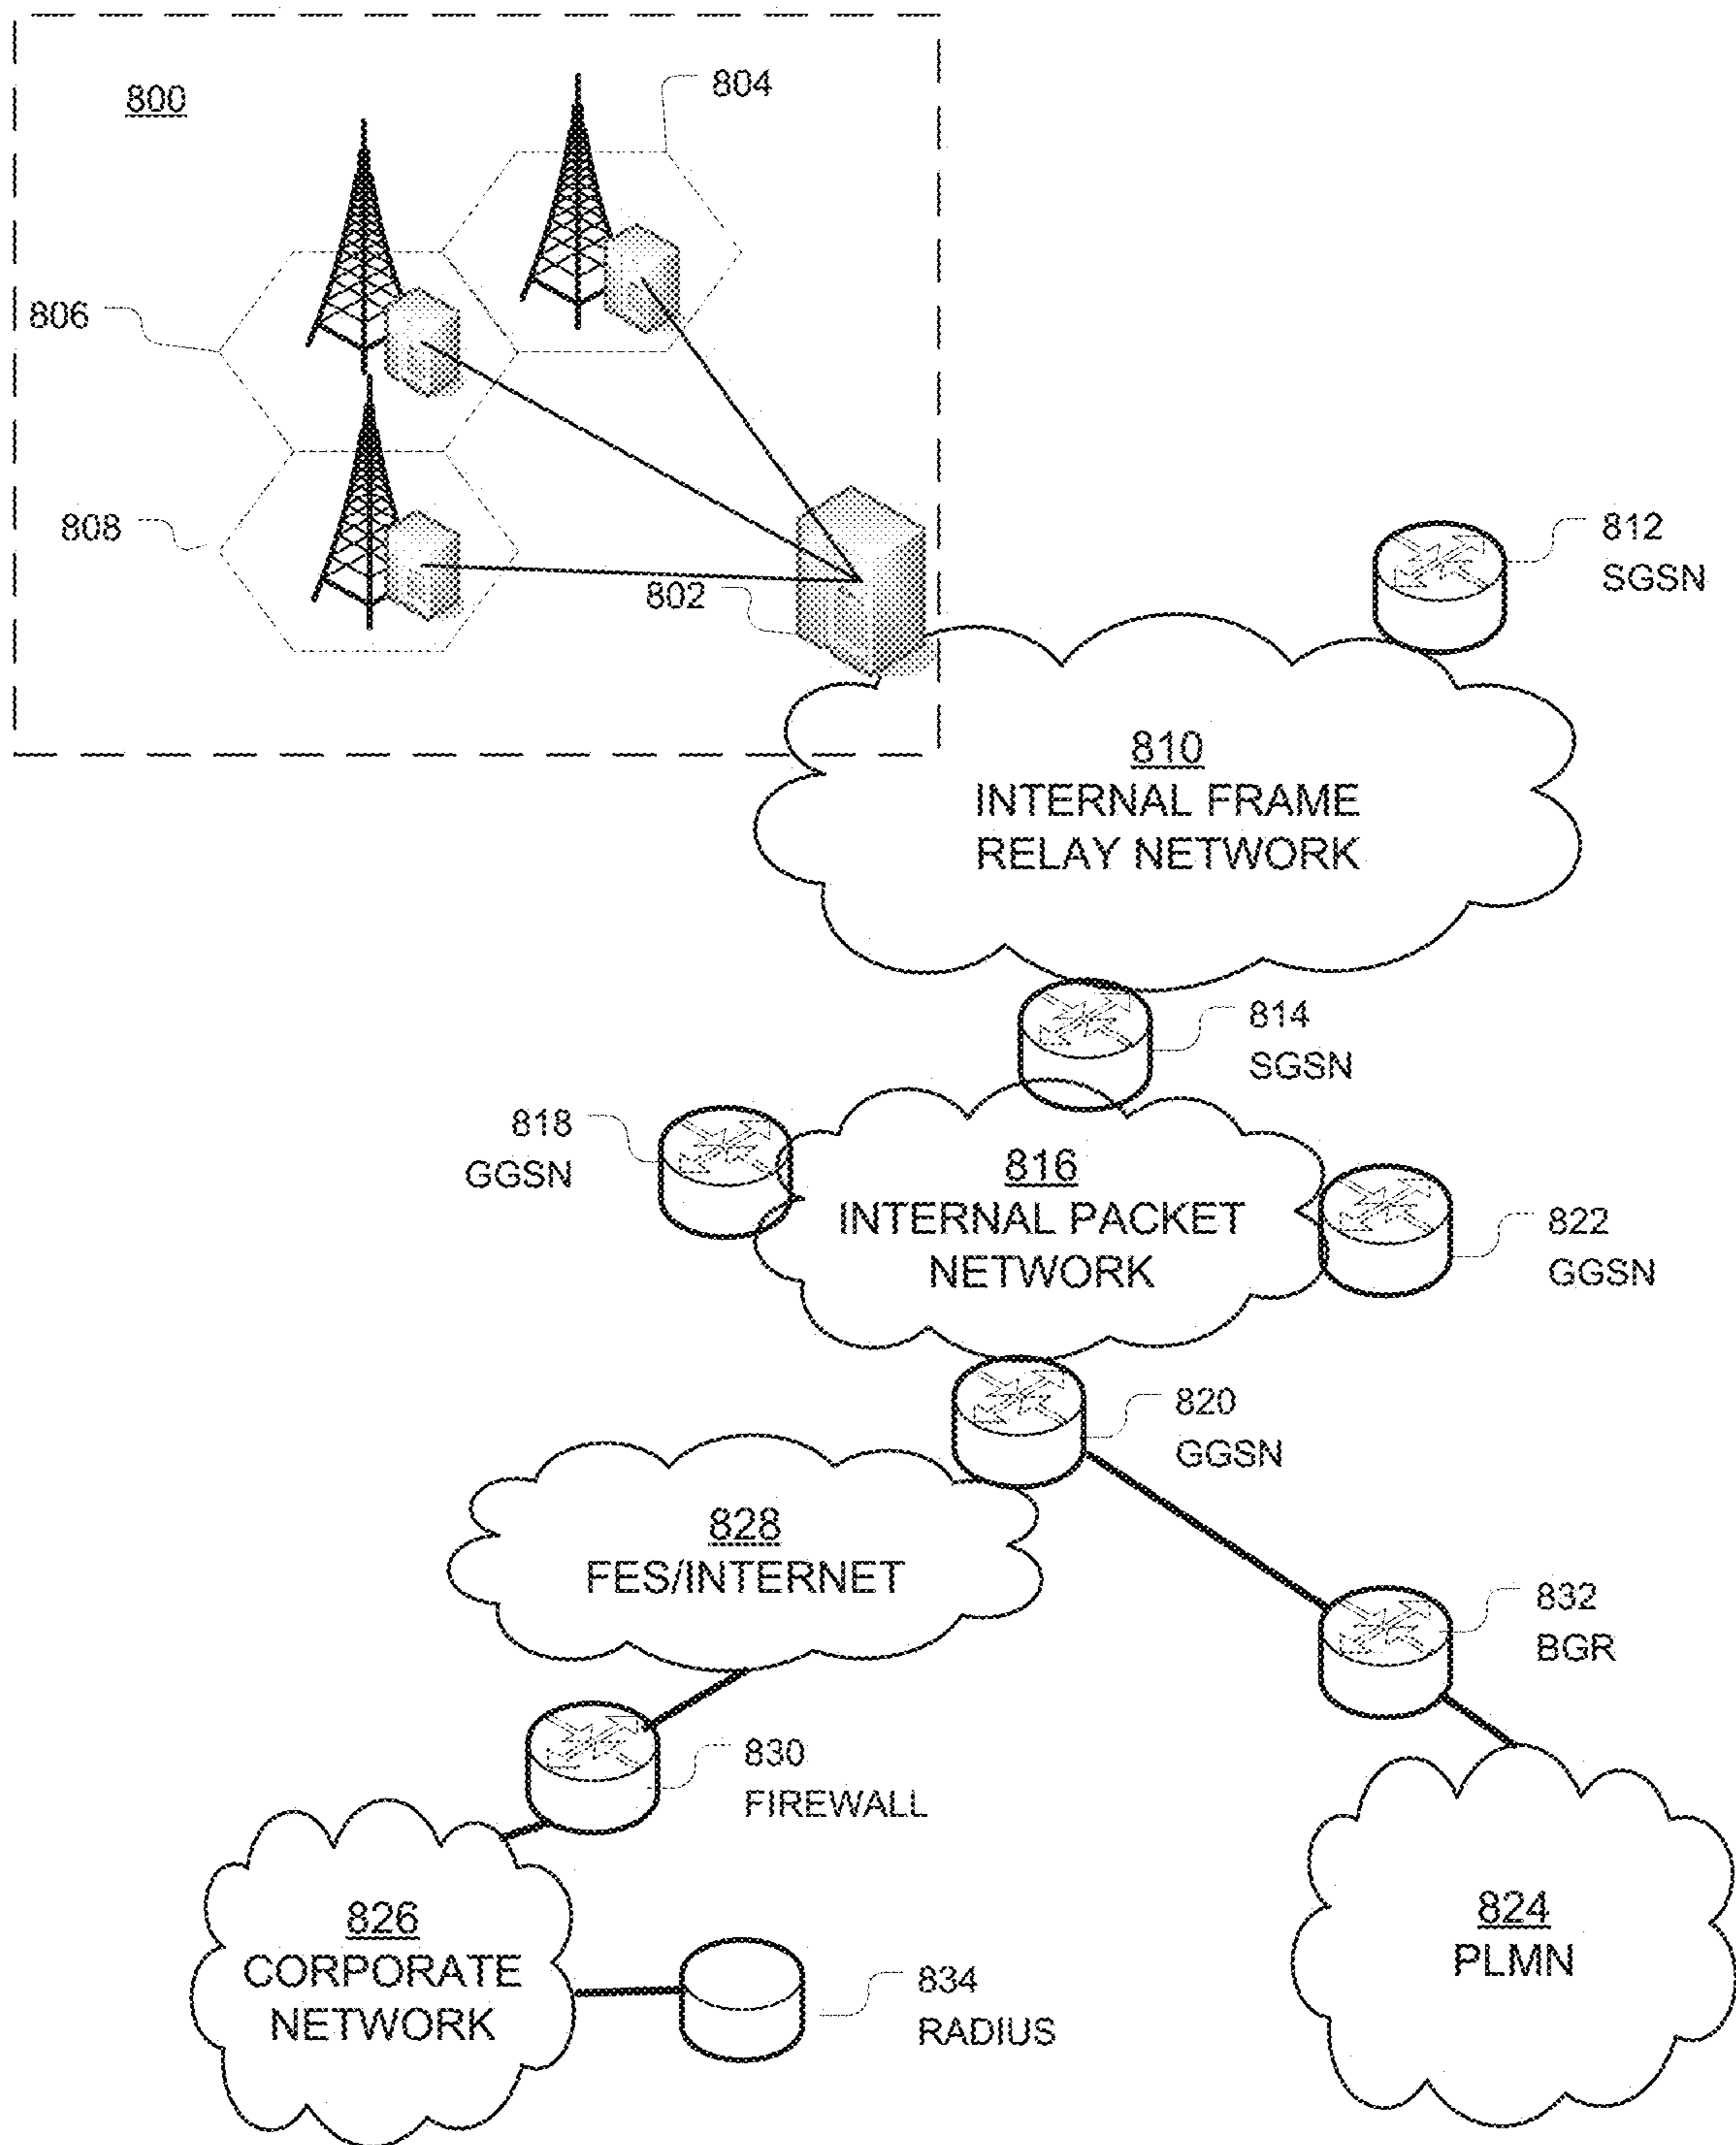 800
804
806
808
802
812
SGSN
810
INTERNAL FRAME
RELAY NETWORK
814
SGSN
818
GGSN
816
INTERNAL PACKET
NETWORK
822
GGSN
820
GGSN
828
FES/INTERNET
832
BGR
830
FIREWALL
826
CORPORATE
NETWORK
834
RADIUS
824
PLMN